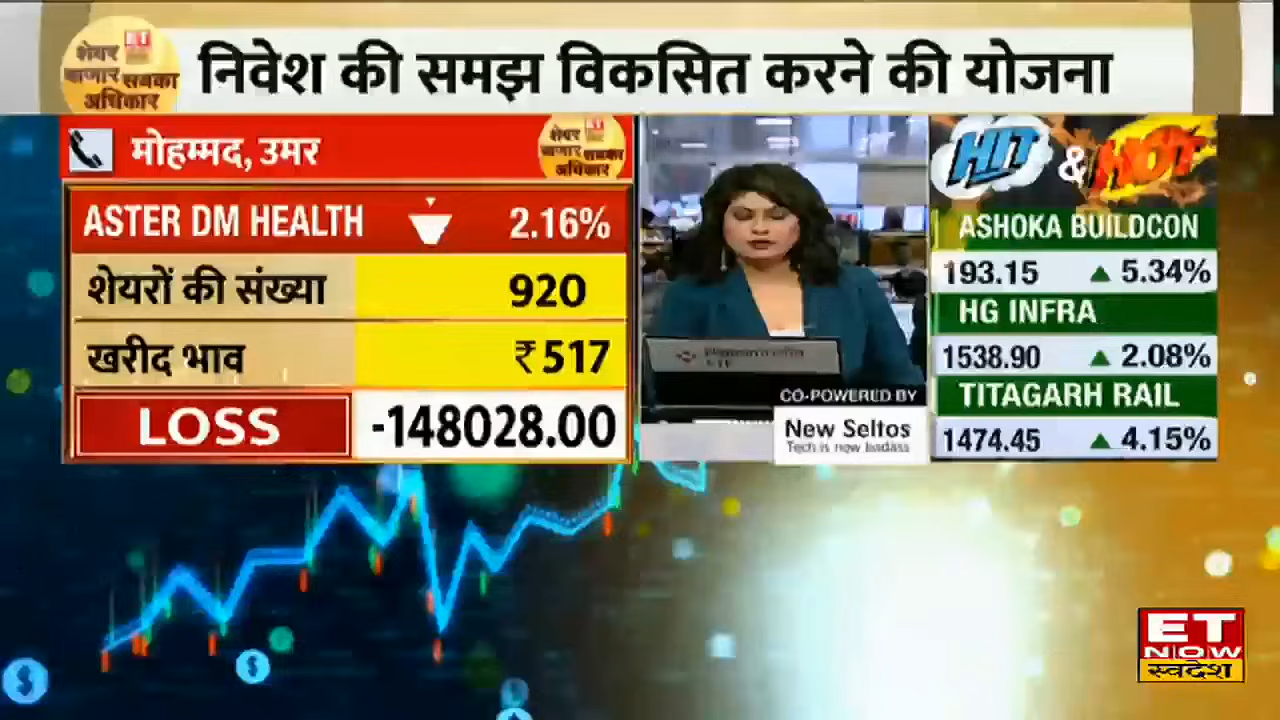 शेयर
बाजार सबका
अधिकार
निवेश की समझ विकसित करने की योजना
मोहम्मद, उमर
शेयर
बाजार सबका
अधिकार
ASTER DM HEALTH 2.16%
शेयरों की संख्या 920
खरीद भाव ₹517
LOSS -148028.00
CO-POWERED BY
New Seltos
Tech is now badass
HIT & HOT
ASHOKA BUILDCON
193.15 ▲ 5.34%
HG INFRA
1538.90 ▲ 2.08%
TITAGARH RAIL
1474.45 ▲ 4.15%
ET
NOW
स्वदेश